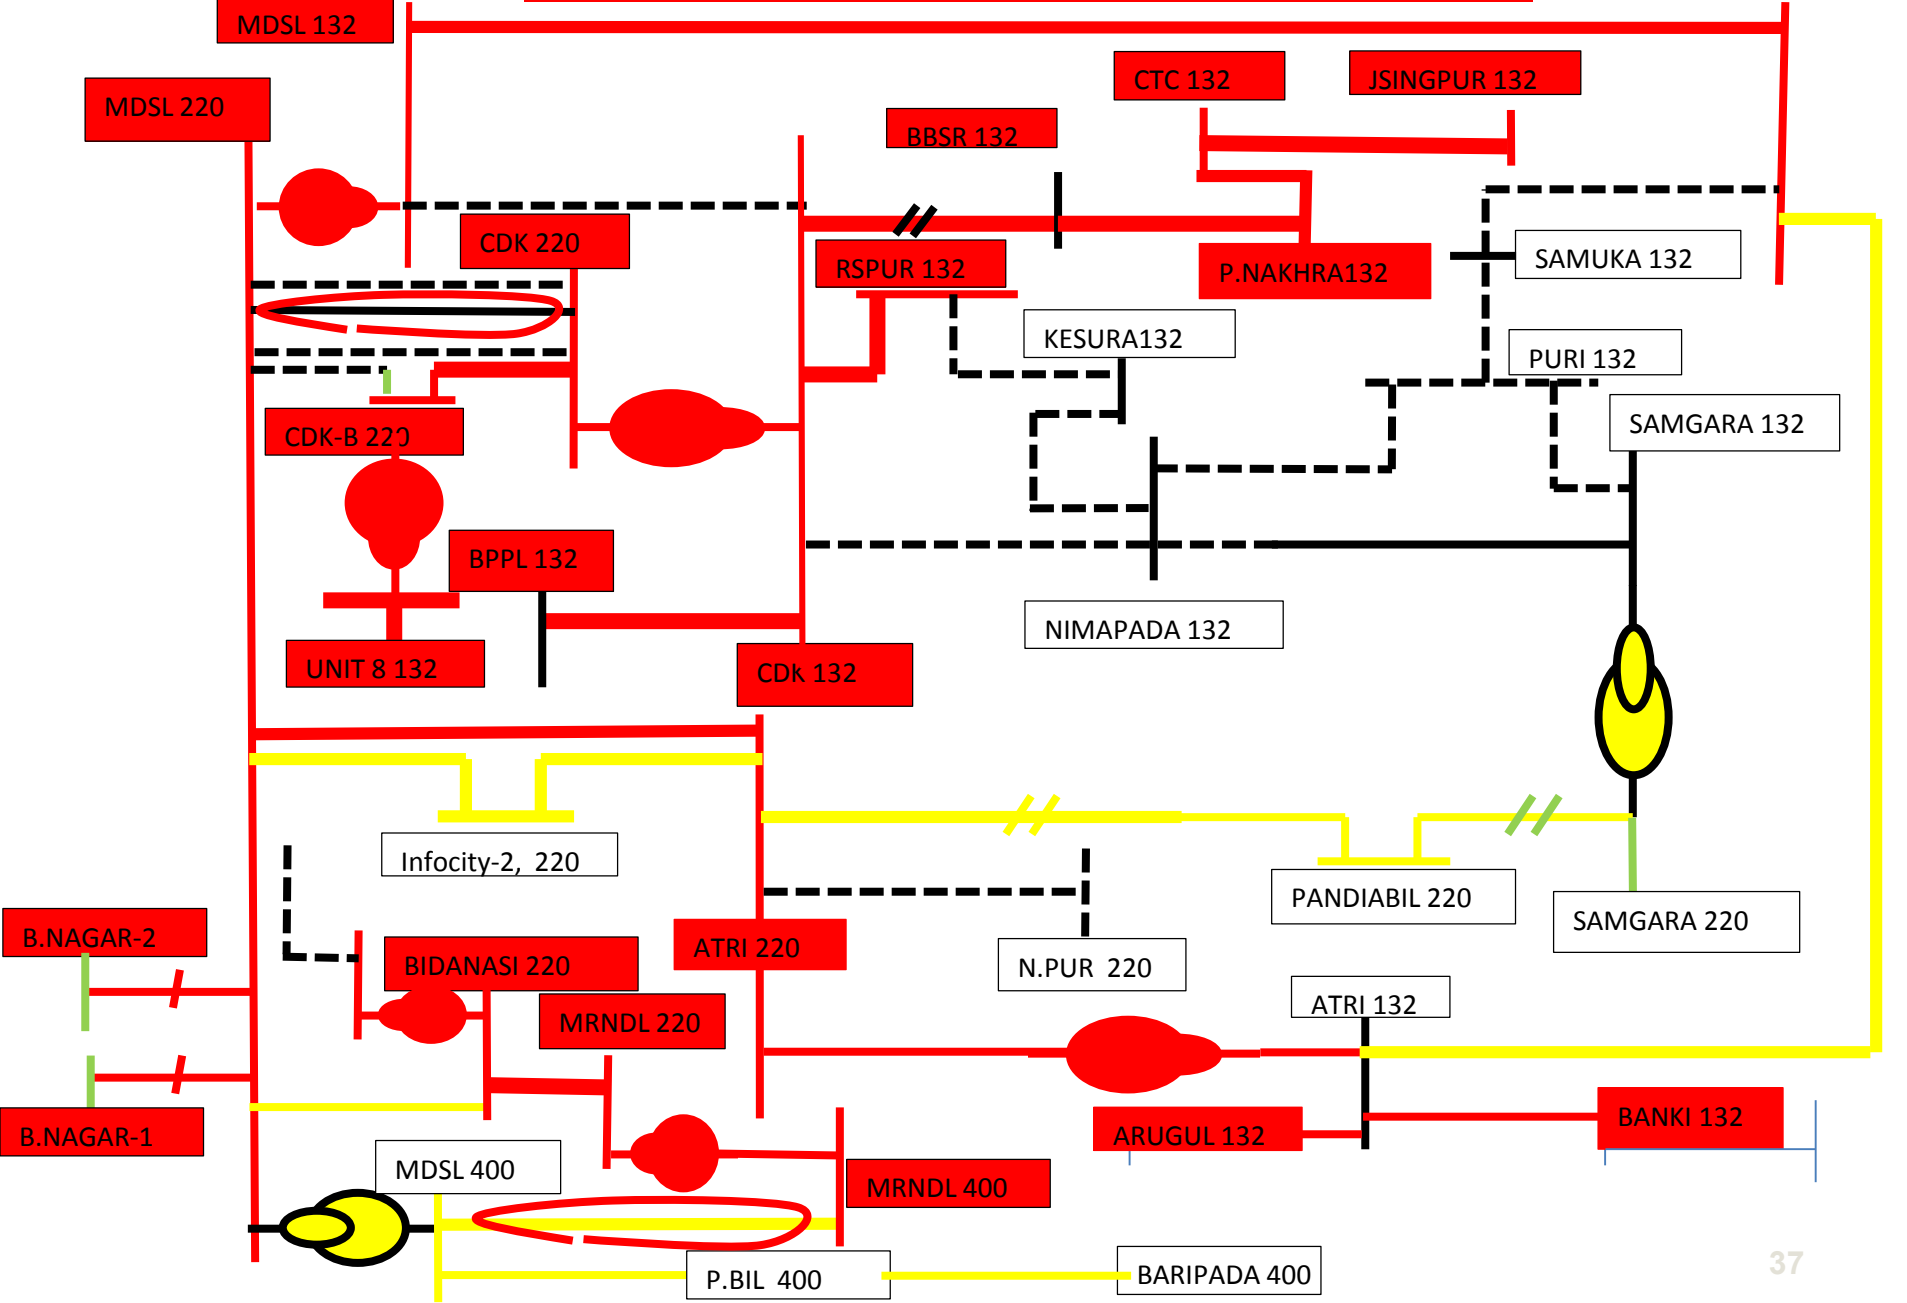 MDSL 132
CTC 132
JSINGPUR 132
MDSL 220
BBSR 132
CDK 220
RSPUR 132
P.NAKHRA132
SAMUKA 132
KESURA132
PURI 132
CDK-B 220
SAMGARA 132
BPPL 132
NIMAPADA 132
UNIT 8 132
CDK 132
Infocity-2, 220
PANDIABIL 220
SAMGARA 220
B.NAGAR-2
BIDANASI 220
ATRI 220
N.PUR 220
MRNDL 220
ATRI 132
B.NAGAR-1
ARUGUL 132
BANKI 132
MDSL 400
MRNDL 400
P.BIL 400
BARIPADA 400
37